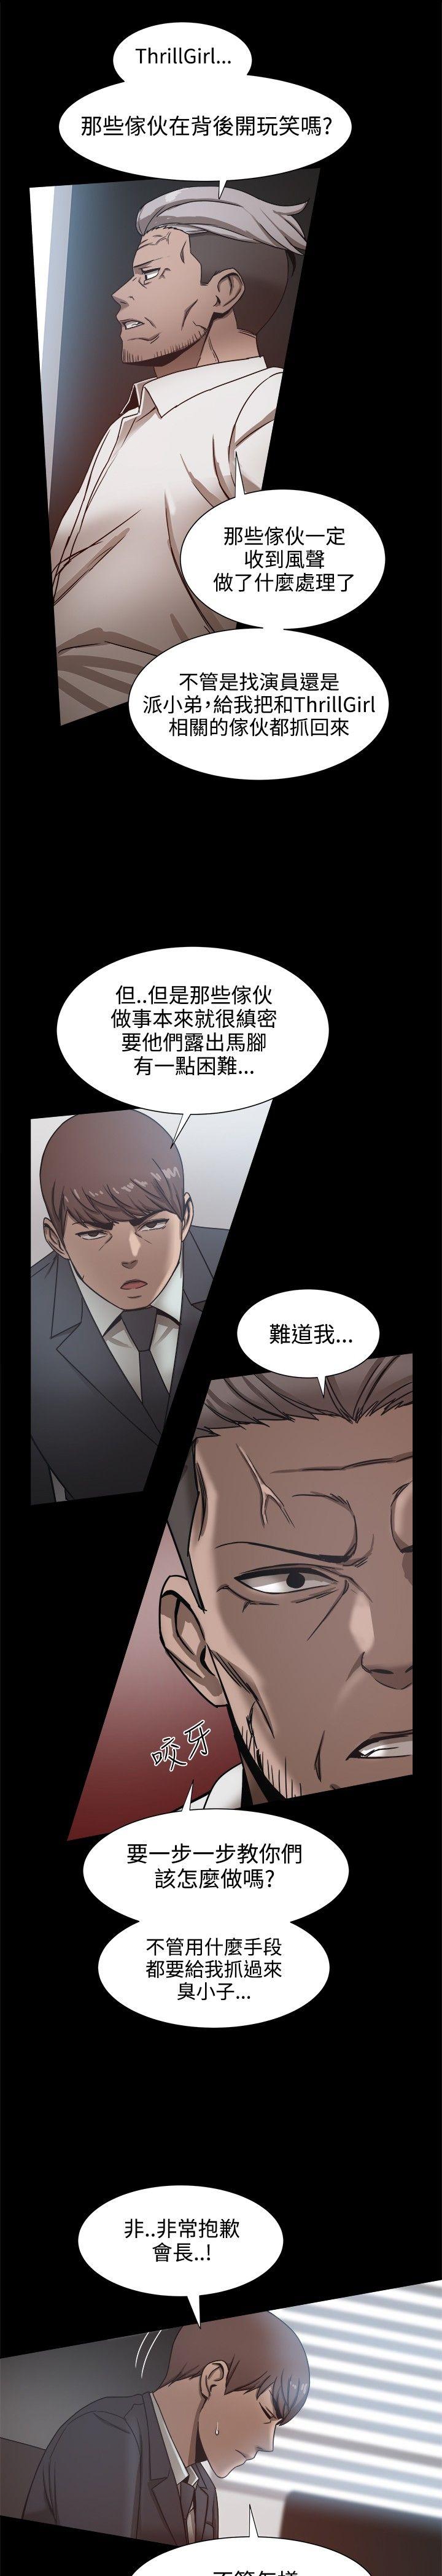 ThrillGirl...
那些傢伙在背後開玩笑嗎?
那些傢伙一定
收到風聲
做了什麼處理了
不管是找演員還是
派小弟,給我把和ThrillGirl
相關的傢伙都抓回來
但..但是那些傢伙
做事本來就很縝密
要他們露出馬腳
有一點困難...
難道我...
咬牙
要一步一步教你們
該怎麼做嗎?
不管用什麼手段
都要給我抓過來
臭小子...
非..非常抱歉
會長..!
不管怎樣